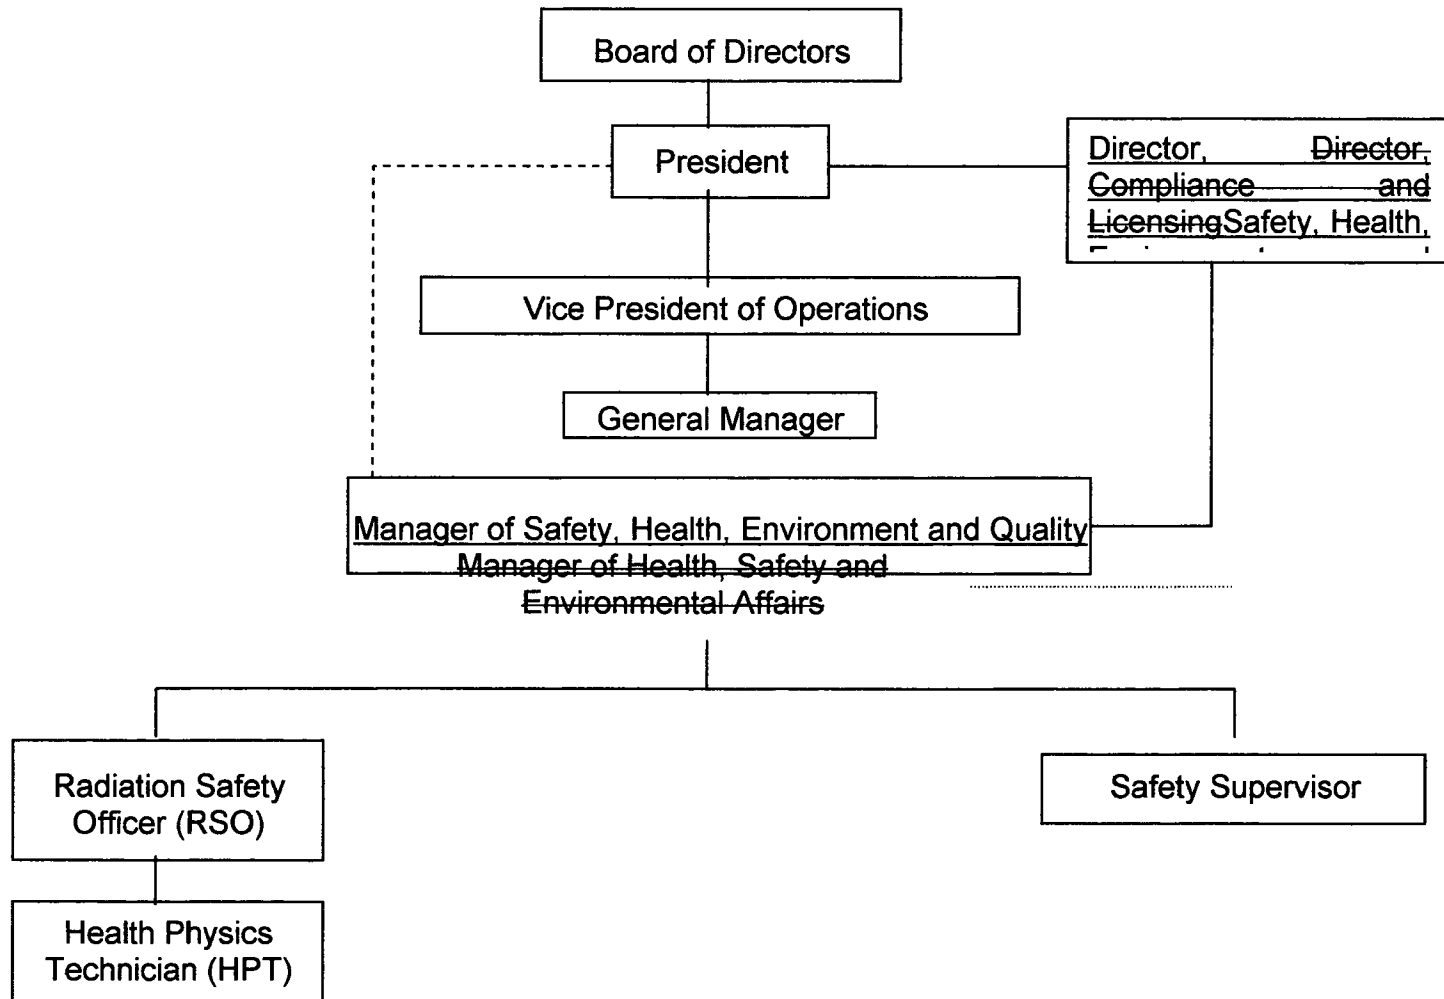 Board of Directors
President
Director, Director,
Compliance and
LicensingSafety, Health,
Vice President of Operations
General Manager
Manager of Safety, Health, Environment and Quality
Manager of Health, Safety and
Environmental Affairs
Radiation Safety
Officer (RSO)
Safety Supervisor
Health Physics
Technician (HPT)